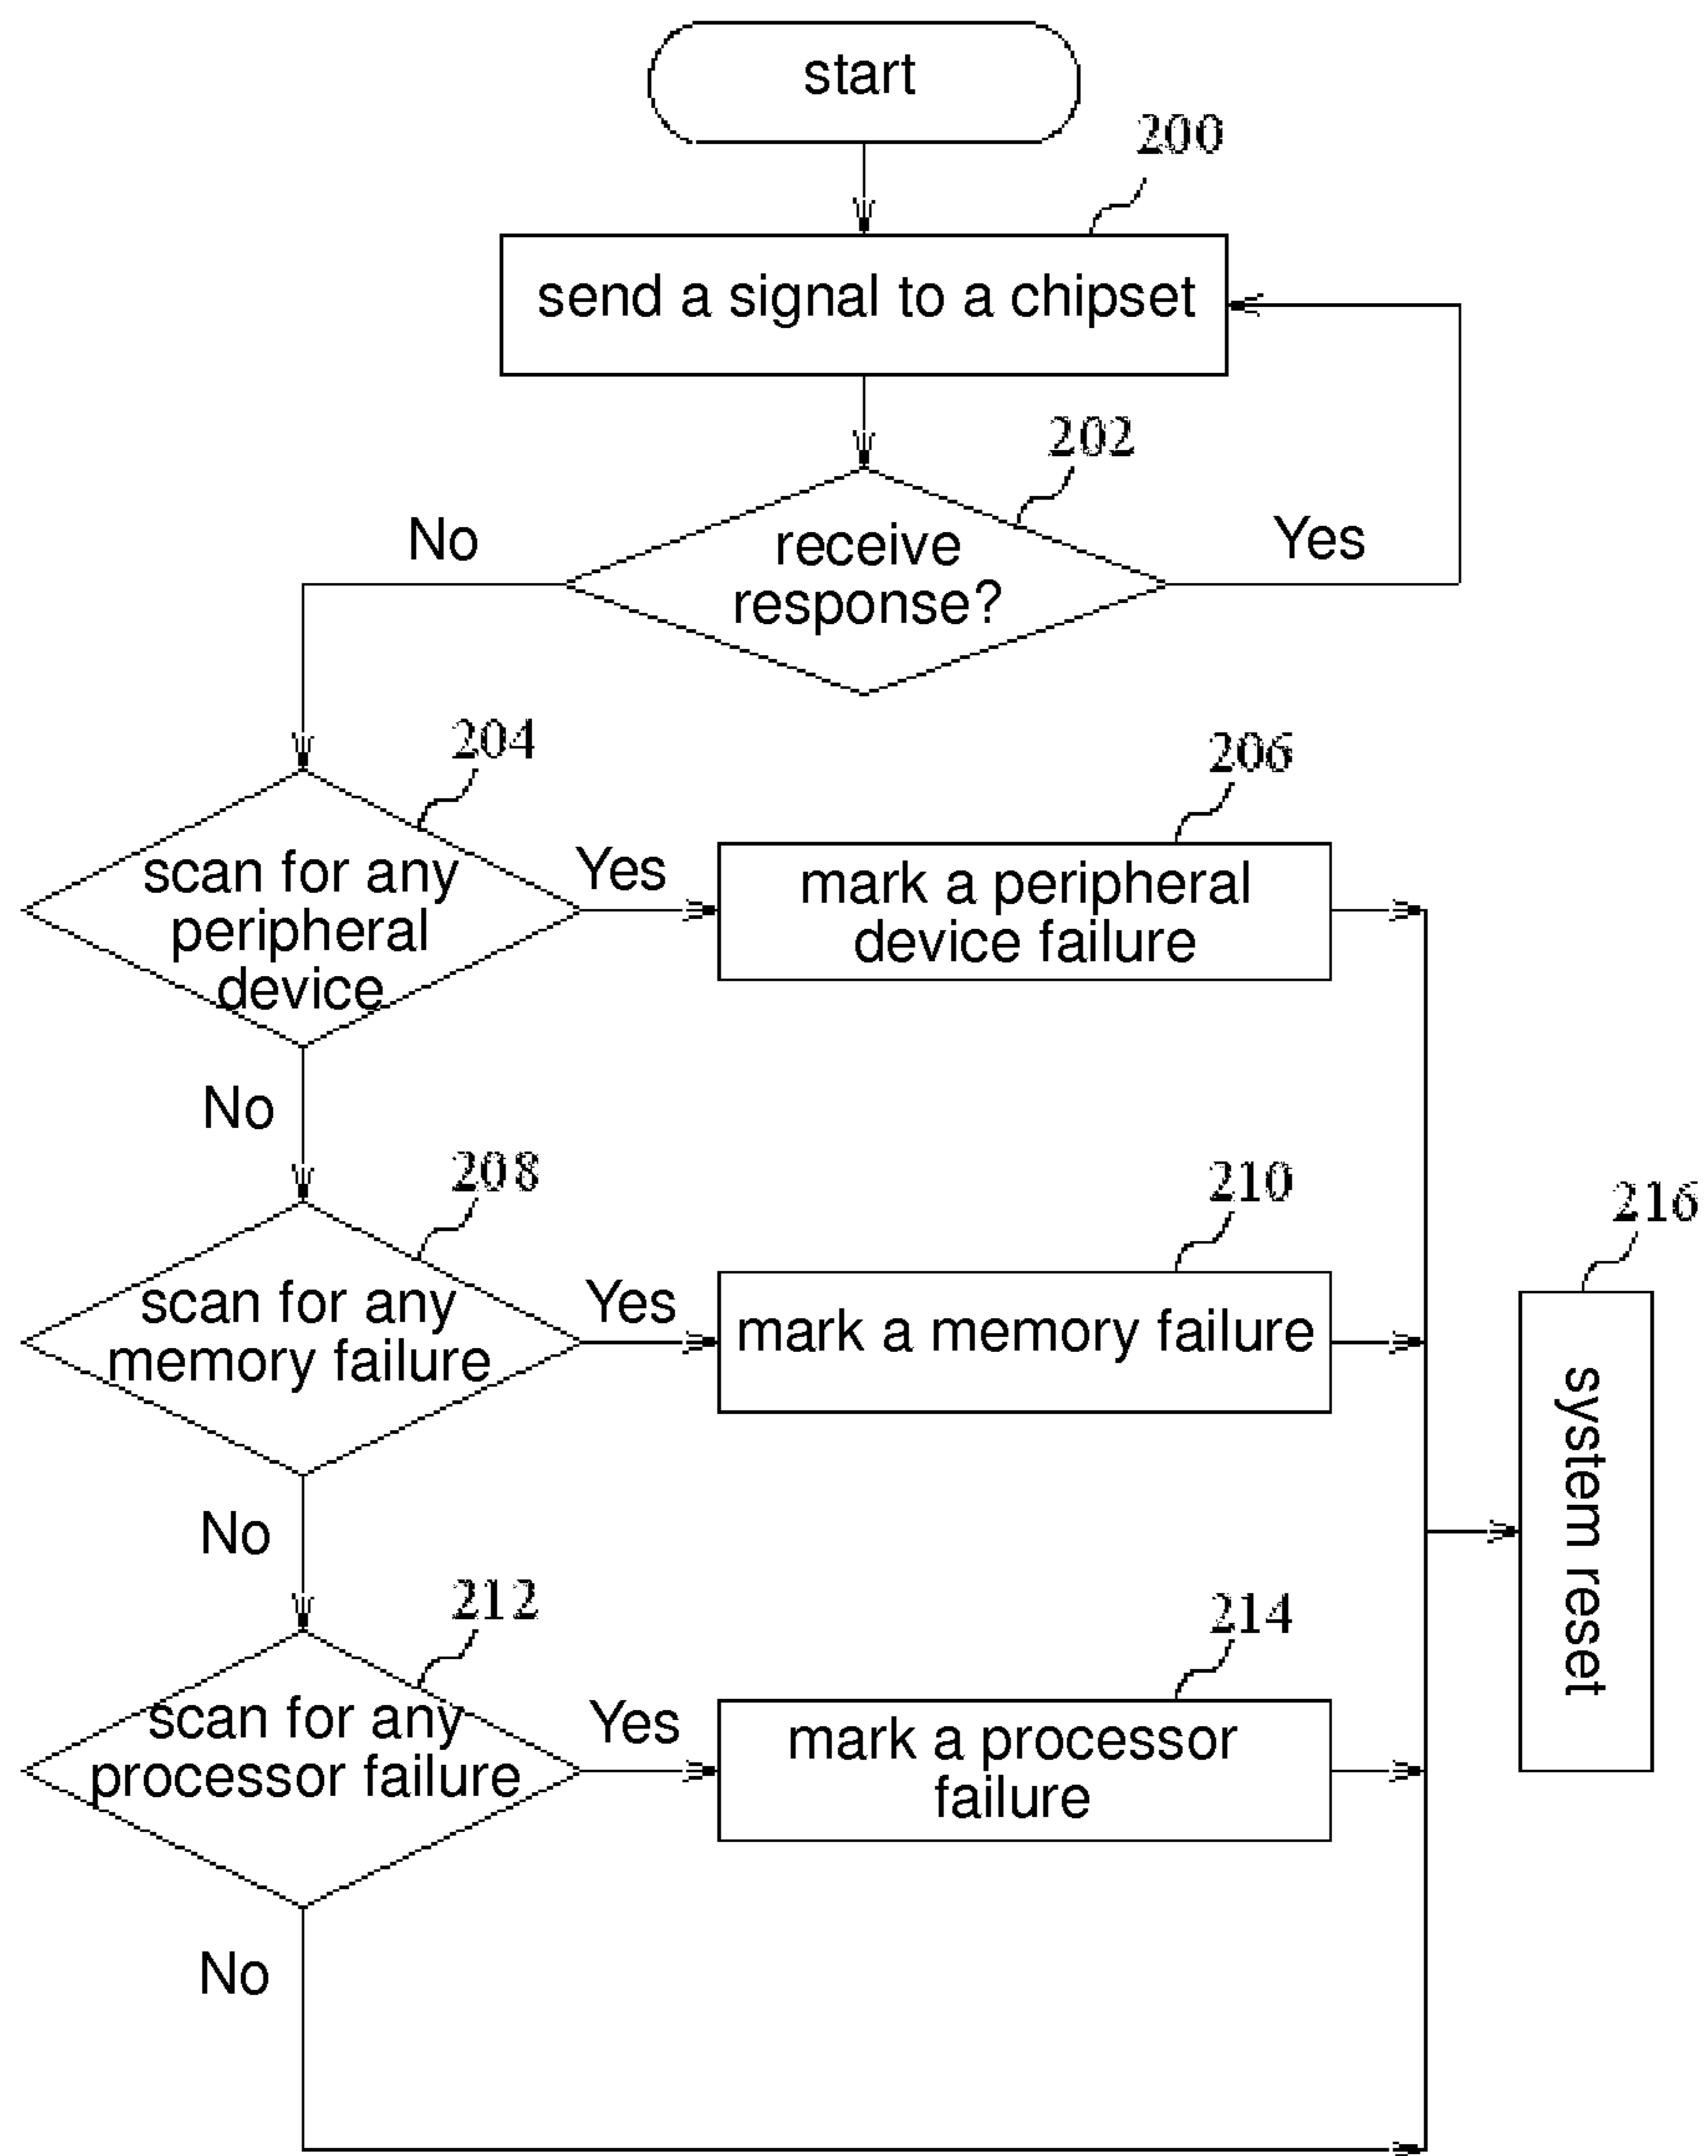 start
200
send a signal to a chipset
202
No
receive
response?
Yes
204
206
scan for any
peripheral
device
Yes
mark a peripheral
device failure
No
208
210
216
scan for any
memory failure
Yes
mark a memory failure
system reset
No
212
214
scan for any
processor failure
Yes
mark a processor
failure
No